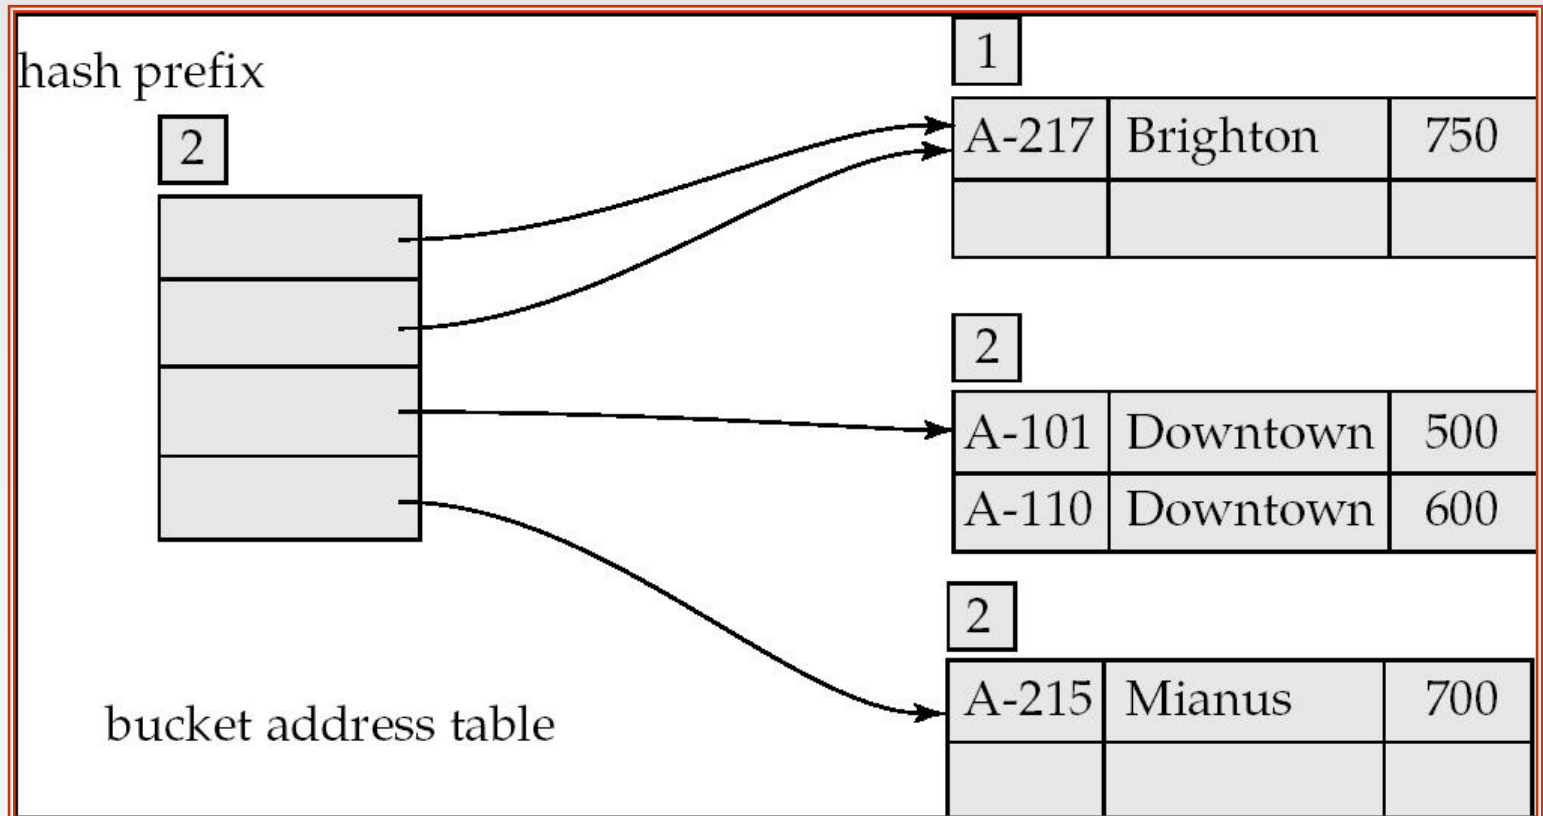 hash prefix
2
bucket address table
1
A-217 Brighton 750
2
A-101 Downtown 500
A-110 Downtown 600
2
A-215 Mianus 700